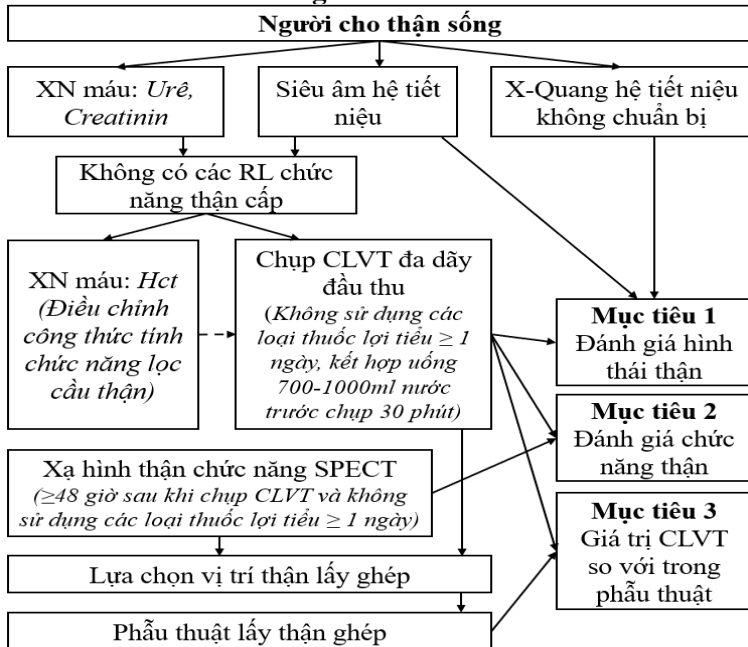 Người cho thận sống
XN máu: Urê,
Creatinin
Siêu âm hệ tiết
niệu
X-Quang hệ tiết niệu
không chuẩn bị
Không có các RL chức
năng thận cấp
XN máu: Hct
(Điều chỉnh
công thức tính
chức năng lọc
cầu thận)
Chụp CLVT đa dãy
đầu thu
(Không sử dụng các
loại thuốc lợi tiểu ≥ 1
ngày, kết hợp uống
700-1000ml nước
trước chụp 30 phút)
Mục tiêu 1
Đánh giá hình
thái thận
Mục tiêu 2
Đánh giá chức
năng thận
Xạ hình thận chức năng SPECT
(≥48 giờ sau khi chụp CLVT và không
sử dụng các loại thuốc lợi tiểu ≥ 1 ngày)
Mục tiêu 3
Giá trị CLVT
so với trong
phẫu thuật
Lựa chọn vị trí thận lấy ghép
Phẫu thuật lấy thận ghép